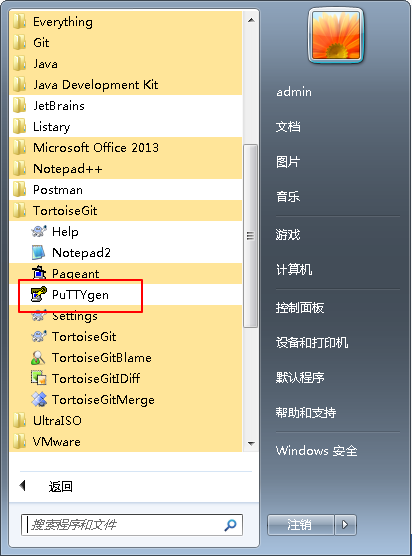 Everything
Git
Java
Java Development Kit
JetBrains
Listary
Microsoft Office 2013
Notepad++
Postman
TortoiseGit
Help
Notepad2
Pageant
PuTTYgen
Settings
TortoiseGit
TortoiseGitBlame
TortoiseGitIDiff
TortoiseGitMerge
UltraISO
VMware
返回
搜索程序和文件
admin
文档
图片
音乐
游戏
计算机
控制面板
设备和打印机
默认程序
帮助和支持
Windows 安全
注销